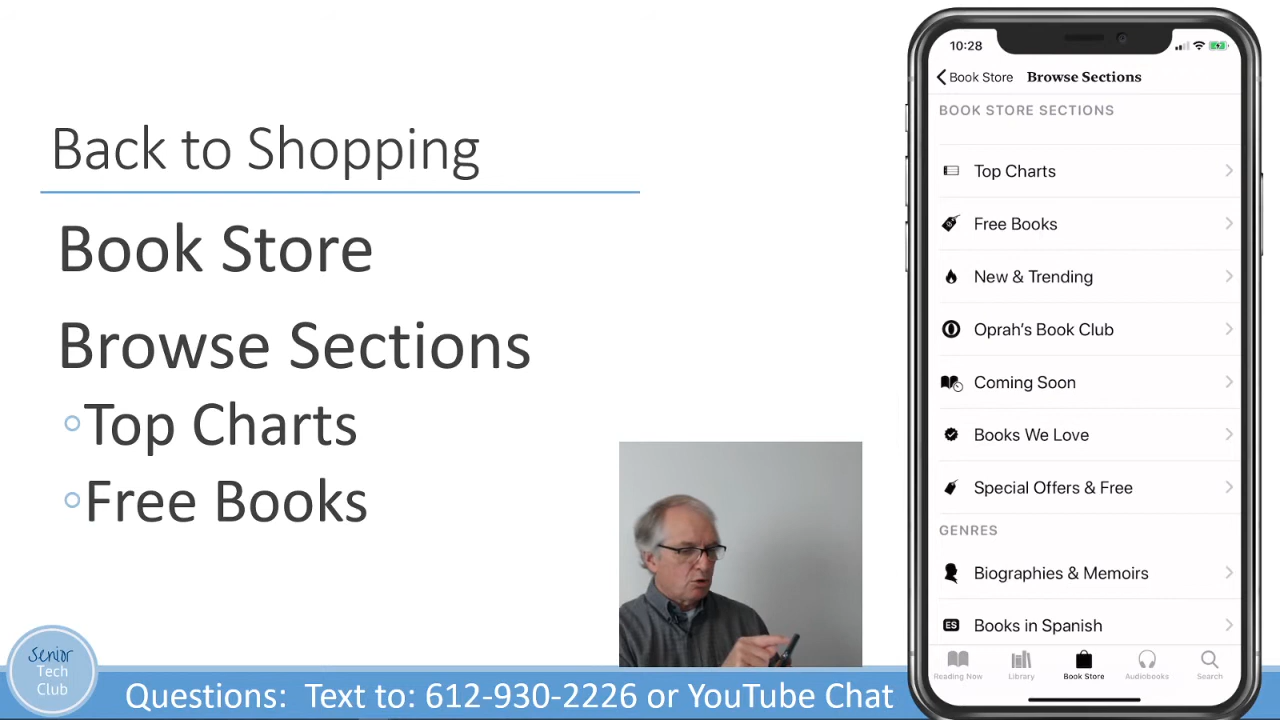 Back to Shopping
Book Store
Browse Sections
Top Charts
Free Books
Senior
Tech
Club
Questions: Text to: 612-930-2226 or YouTube Chat
10:28
Book Store Browse Sections
BOOK STORE SECTIONS
Top Charts
Free Books
New & Trending
Oprah's Book Club
Coming Soon
Books We Love
Special Offers & Free
GENRES
Biographies & Memoirs
ES Books in Spanish
Reading Now Library Book Store Audiobooks Search